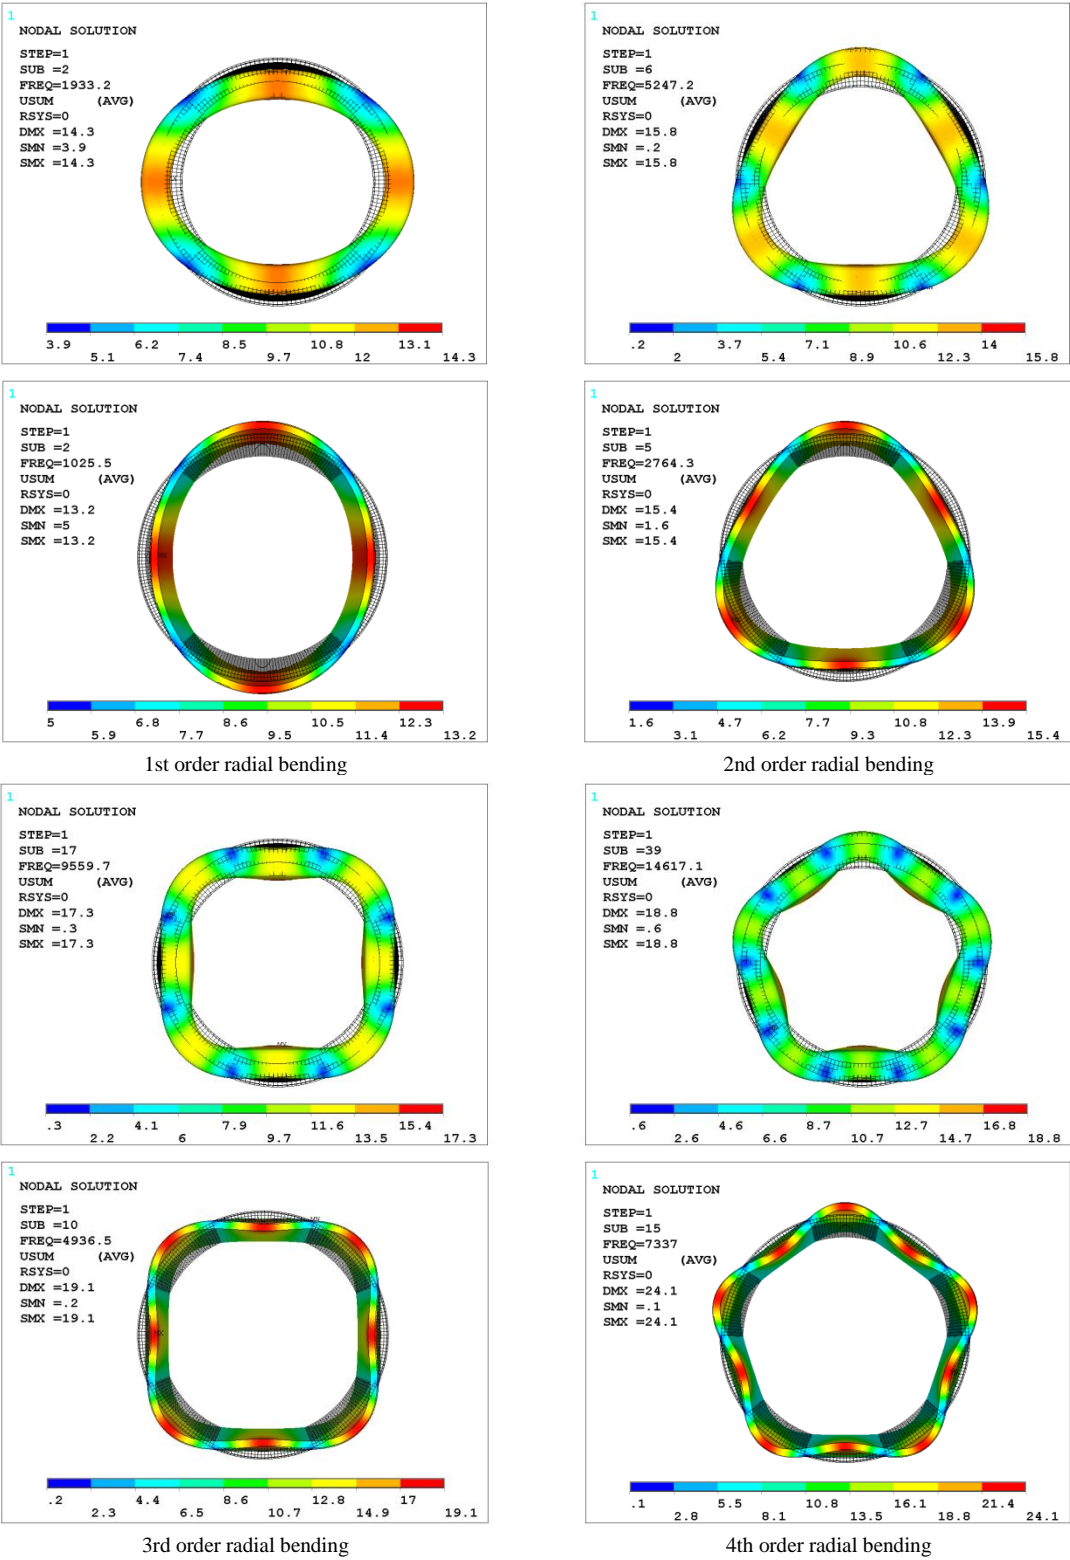 1
NODAL SOLUTION
STEP=1
SUB =2
FREQ=1933.2
USUM (AVG)
RSYS=0
DMX =14.3
SMN =3.9
SMX =14.3
3.9 6.2 8.5 10.8 13.1
5.1 7.4 9.7 12 14.3
1
NODAL SOLUTION
STEP=1
SUB =6
FREQ=5247.2
USUM (AVG)
RSYS=0
DMX =15.8
SMN =.2
SMX =15.8
.2 3.7 7.1 10.6 14
2 5.4 8.9 12.3 15.8
1
NODAL SOLUTION
STEP=1
SUB =2
FREQ=1025.5
USUM (AVG)
RSYS=0
DMX =13.2
SMN =5
SMX =13.2
MX
5 6.8 8.6 10.5 12.3
5.9 7.7 9.5 11.4 13.2
1st order radial bending
1
NODAL SOLUTION
STEP=1
SUB =5
FREQ=2764.3
USUM (AVG)
RSYS=0
DMX =15.4
SMN =1.6
SMX =15.4
1.6 4.7 7.7 10.8 13.9
3.1 6.2 9.3 12.3 15.4
2nd order radial bending
1
NODAL SOLUTION
STEP=1
SUB =17
FREQ=9559.7
USUM (AVG)
RSYS=0
DMX =17.3
SMN =.3
SMX =17.3
MX
.3 4.1 7.9 11.6 15.4
2.2 6 9.7 13.5 17.3
1
NODAL SOLUTION
STEP=1
SUB =39
FREQ=14617.1
USUM (AVG)
RSYS=0
DMX =18.8
SMN =.6
SMX =18.8
.6 4.6 8.7 12.7 16.8
2.6 6.6 10.7 14.7 18.8
1
NODAL SOLUTION
STEP=1
SUB =10
FREQ=4936.5
USUM (AVG)
RSYS=0
DMX =19.1
SMN =.2
SMX =19.1
MX
.2 4.4 8.6 12.8 17
2.3 6.5 10.7 14.9 19.1
3rd order radial bending
1
NODAL SOLUTION
STEP=1
SUB =15
FREQ=7337
USUM (AVG)
RSYS=0
DMX =24.1
SMN =.1
SMX =24.1
.1 5.5 10.8 16.1 21.4
2.8 8.1 13.5 18.8 24.1
4th order radial bending